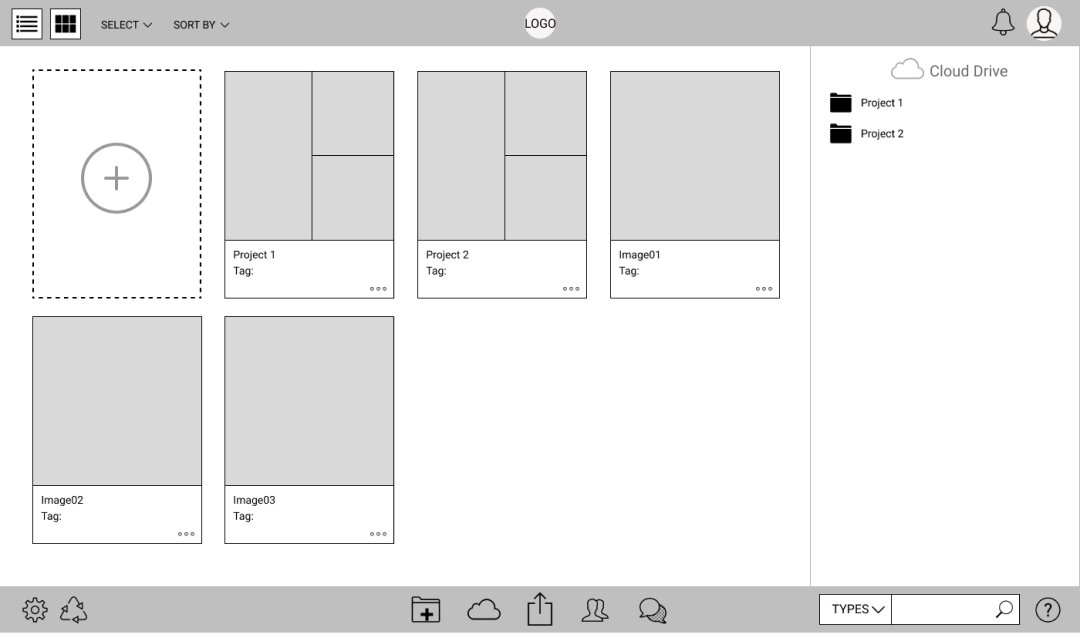 SELECT
SORT BY
LOGO
Cloud Drive
Project 1
Project 2
Project 1
Tag:
Project 2
Tag:
Image01
Tag:
Image02
Tag:
Image03
Tag:
TYPES
?